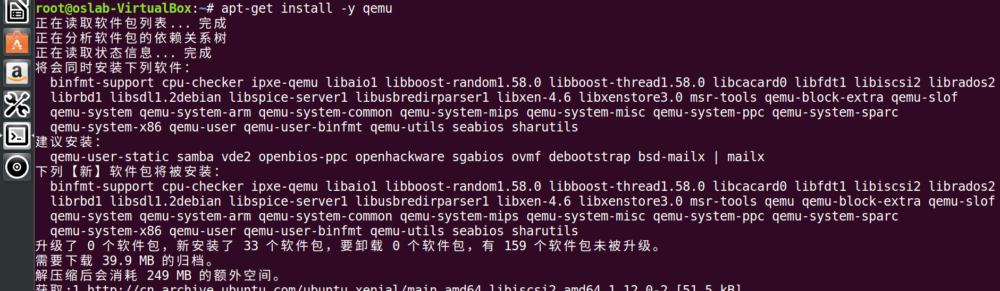 root@oslab-VirtualBox:~# apt-get install -y qemu
正在读取软件包列表... 完成
正在分析软件包的依赖关系树
正在读取状态信息... 完成
将会同时安装下列软件：
binfmt-support cpu-checker ipxe-qemu libaio1 libboost-random1.58.0 libboost-thread1.58.0 libcacard0 libfdt1 libiscsi2 librados2
librbd1 libsdl1.2debian libspice-server1 libusbredirparser1 libxen-4.6 libxenstore3.0 msr-tools qemu-block-extra qemu-slof
qemu-system qemu-system-arm qemu-system-common qemu-system-mips qemu-system-misc qemu-system-ppc qemu-system-sparc
qemu-system-x86 qemu-user qemu-user-binfmt qemu-utils seabios sharutils
建议安装：
qemu-user-static samba vde2 openbios-ppc openhackware sgabios ovmf debootstrap bsd-mailx | mailx
下列【新】软件包将被安装：
binfmt-support cpu-checker ipxe-qemu libaio1 libboost-random1.58.0 libboost-thread1.58.0 libcacard0 libfdt1 libiscsi2 librados2
librbd1 libsdl1.2debian libspice-server1 libusbredirparser1 libxen-4.6 libxenstore3.0 msr-tools qemu qemu-block-extra qemu-slof
qemu-system qemu-system-arm qemu-system-common qemu-system-mips qemu-system-misc qemu-system-ppc qemu-system-sparc
qemu-system-x86 qemu-user qemu-user-binfmt qemu-utils seabios sharutils
升级了 0 个软件包，新安装了 33 个软件包，要卸载 0 个软件包，有 159 个软件包未被升级。
需要下载 39.9 MB 的归档。
解压缩后会消耗 249 MB 的额外空间。
获取:1 http://cn.archive.ubuntu.com/ubuntu xenial/main amd64 libiscsi2 amd64 1.12.0-2 [51.5 kB]